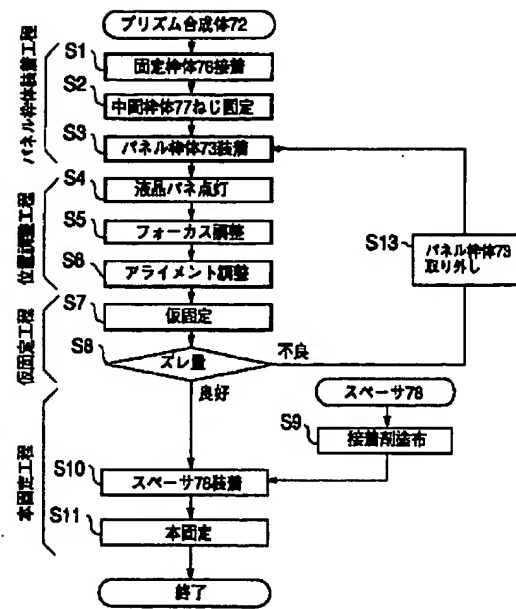 プリズム合成体72
S1
固定枠体76接着
S2
中間枠体77ねじ固定
S3
パネル枠体73装着
パネル枠体装着工程
S4
液晶パネ点灯
S5
フォーカス調整
S6
アライメント調整
位置調整工程
S13
パネル枠体73
取り外し
S7
仮固定
S8
ズレ量
不良
良好
仮固定工程
スペーサ78
S9
接着剤塗布
S10
スペーサ78装着
S11
本固定
本固定工程
終了